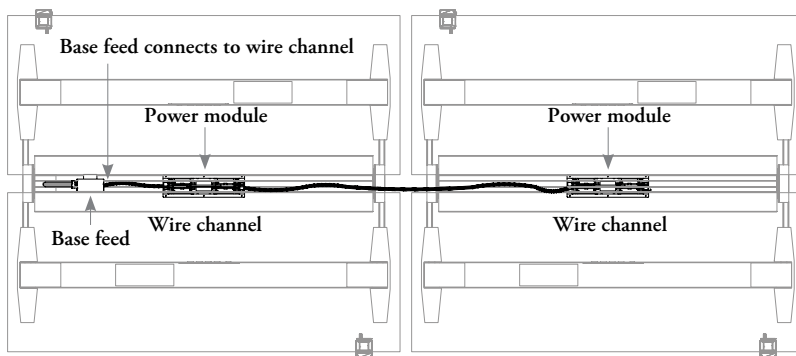 Base feed connects to wire channel
Power module
Power module
Wire channel
Wire channel
Base feed